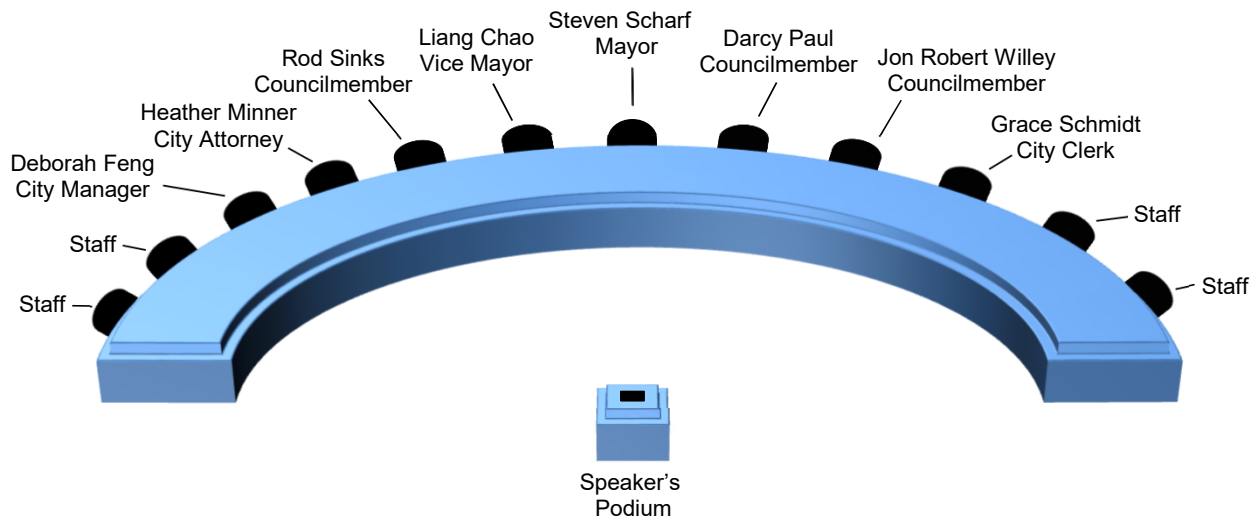 Steven Scharf
Mayor
Liang Chao
Vice Mayor
Darcy Paul
Councilmember
Rod Sinks
Councilmember
Jon Robert Willey
Councilmember
Heather Minner
City Attorney
Grace Schmidt
City Clerk
Deborah Feng
City Manager
Staff
Staff
Staff
Staff
Speaker’s
Podium